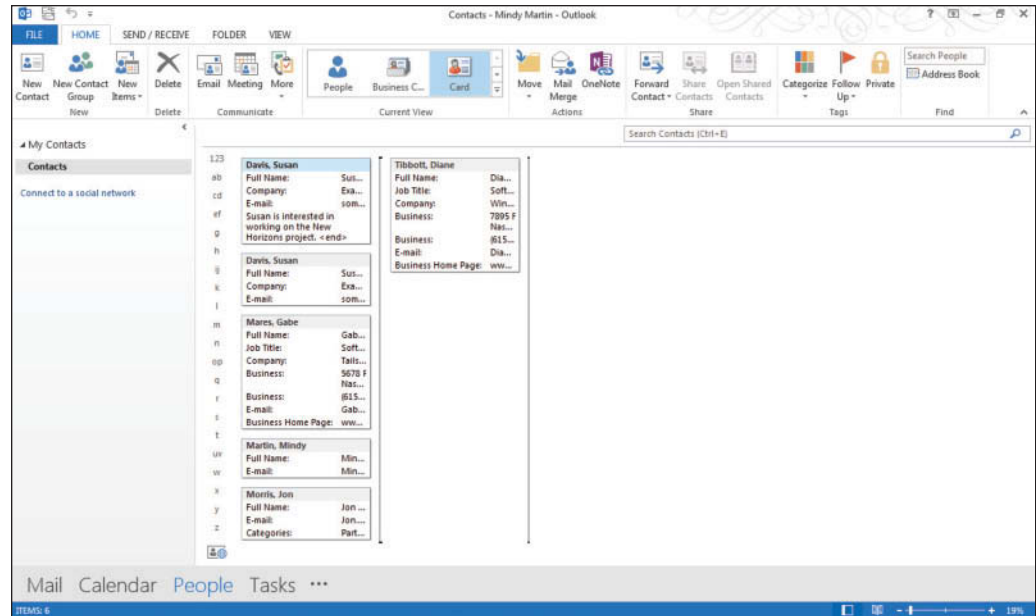 Contacts - Mindy Martin - Outlook
FILE HOME SEND / RECEIVE FOLDER VIEW
New Contact
New Contact Group
New Items
New
Delete
Delete
Email
Meeting
More
Communicate
People
Business C...
Card
Current View
Move
Mail Merge
OneNote
Actions
Forward Contact
Share Contacts
Open Shared Contacts
Share
Categorize
Follow Up
Private
Tags
Search People
Address Book
Find
Search Contacts (Ctrl+E)
My Contacts
Contacts
Connect to a social network
123
ab
cd
ef
g
h
ij
k
l
m
n
op
q
r
s
t
uv
w
x
y
z
Davis, Susan
Full Name: Sus...
Company: Exa...
E-mail: som...
Susan is interested in
working on the New
Horizons project. <end>
Davis, Susan
Full Name: Sus...
Company: Exa...
E-mail: som...
Mares, Gabe
Full Name: Gab...
Job Title: Soft...
Company: Tails...
Business: 5678 F
Nas...
Business: (615...
E-mail: Gab...
Business Home Page: ww...
Martin, Mindy
Full Name: Min...
E-mail: Min...
Morris, Jon
Full Name: Jon ...
E-mail: Jon...
Categories: Part...
Tibbott, Diane
Full Name: Dia...
Job Title: Soft...
Company: Win...
Business: 7895 F
Nas...
Business: (615...
E-mail: Dia...
Business Home Page: ww...
Mail Calendar People Tasks ...
ITEMS: 6
19%